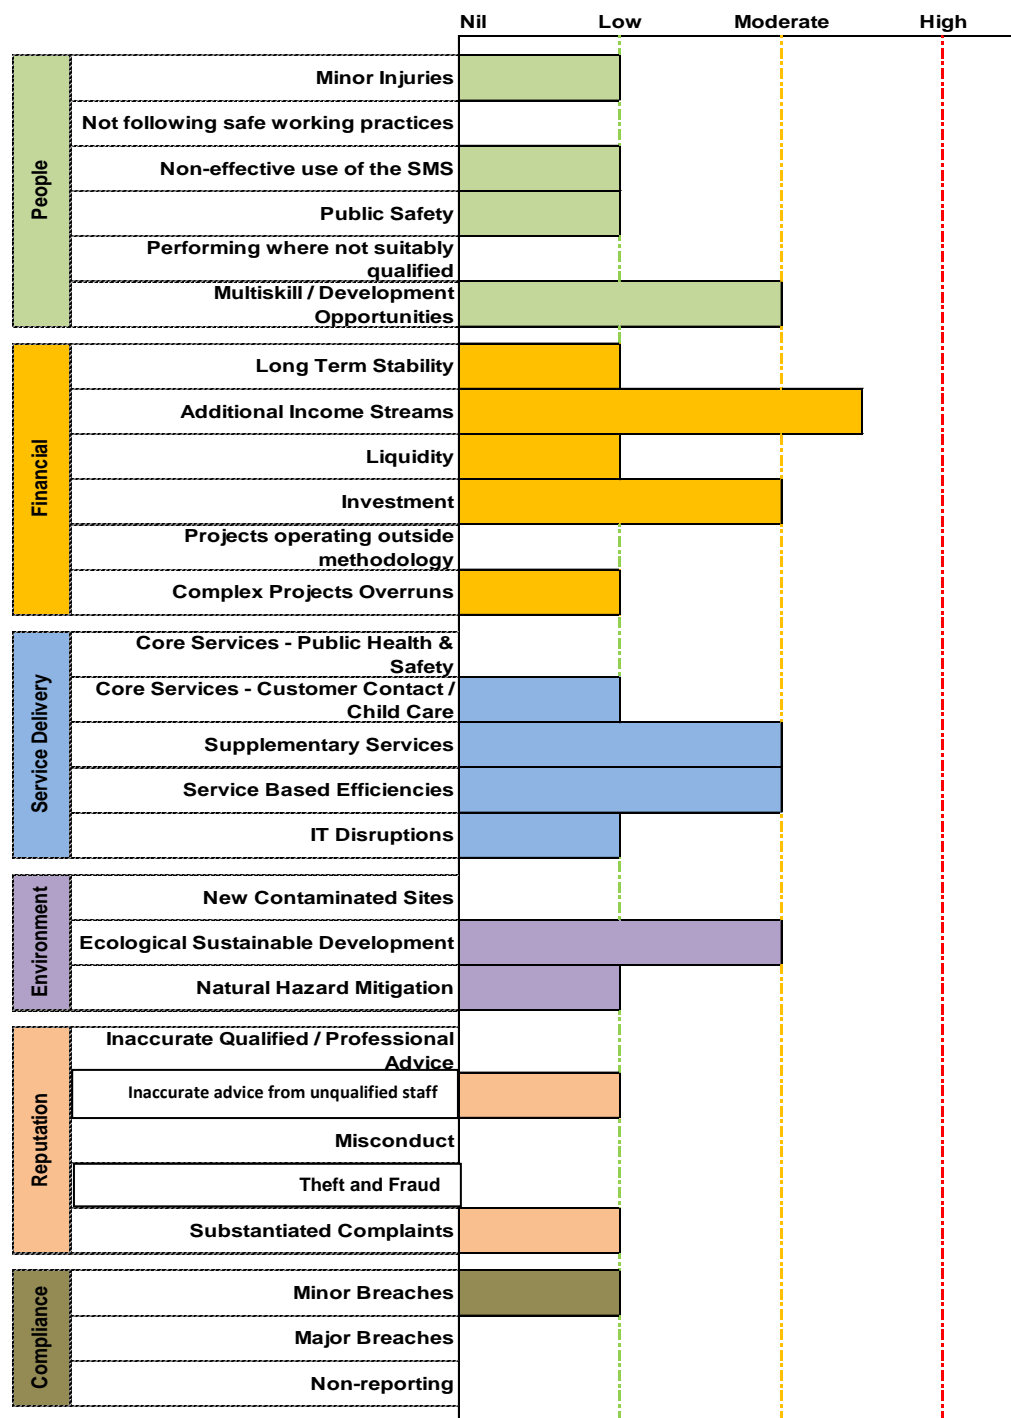 Nil Low Moderate High
People
Minor Injuries
Not following safe working practices
Non-effective use of the SMS
Public Safety
Performing where not suitably
qualified
Multiskill / Development
Opportunities
Financial
Long Term Stability
Additional Income Streams
Liquidity
Investment
Projects operating outside
methodology
Complex Projects Overruns
Service Delivery
Core Services - Public Health &
Safety
Core Services - Customer Contact /
Child Care
Supplementary Services
Service Based Efficiencies
IT Disruptions
Environment
New Contaminated Sites
Ecological Sustainable Development
Natural Hazard Mitigation
Reputation
Inaccurate Qualified / Professional
Advice
Inaccurate advice from unqualified staff
Misconduct
Theft and Fraud
Substantiated Complaints
Compliance
Minor Breaches
Major Breaches
Non-reporting